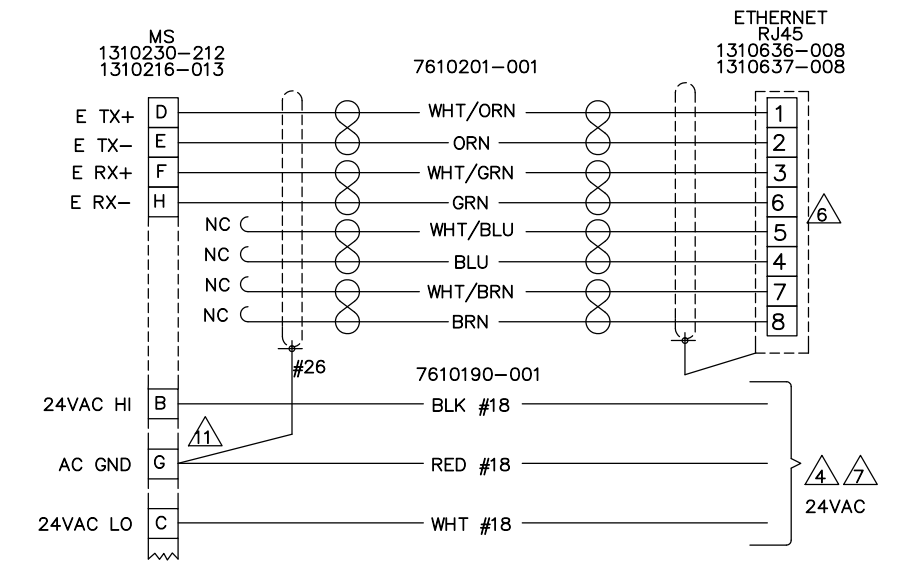 MS
1310230-212
1310216-013
7610201-001
ETHERNET
RJ45
1310636-008
1310637-008
E TX+ D WHT/ORN 1
E TX- E ORN 2
E RX+ F WHT/GRN 3
E RX- H GRN 6
6
NC WHT/BLU 5
NC BLU 4
NC WHT/BRN 7
NC BRN 8
#26
7610190-001
24VAC HI B BLK #18
11
AC GND G RED #18
4 7
24VAC
24VAC LO C WHT #18